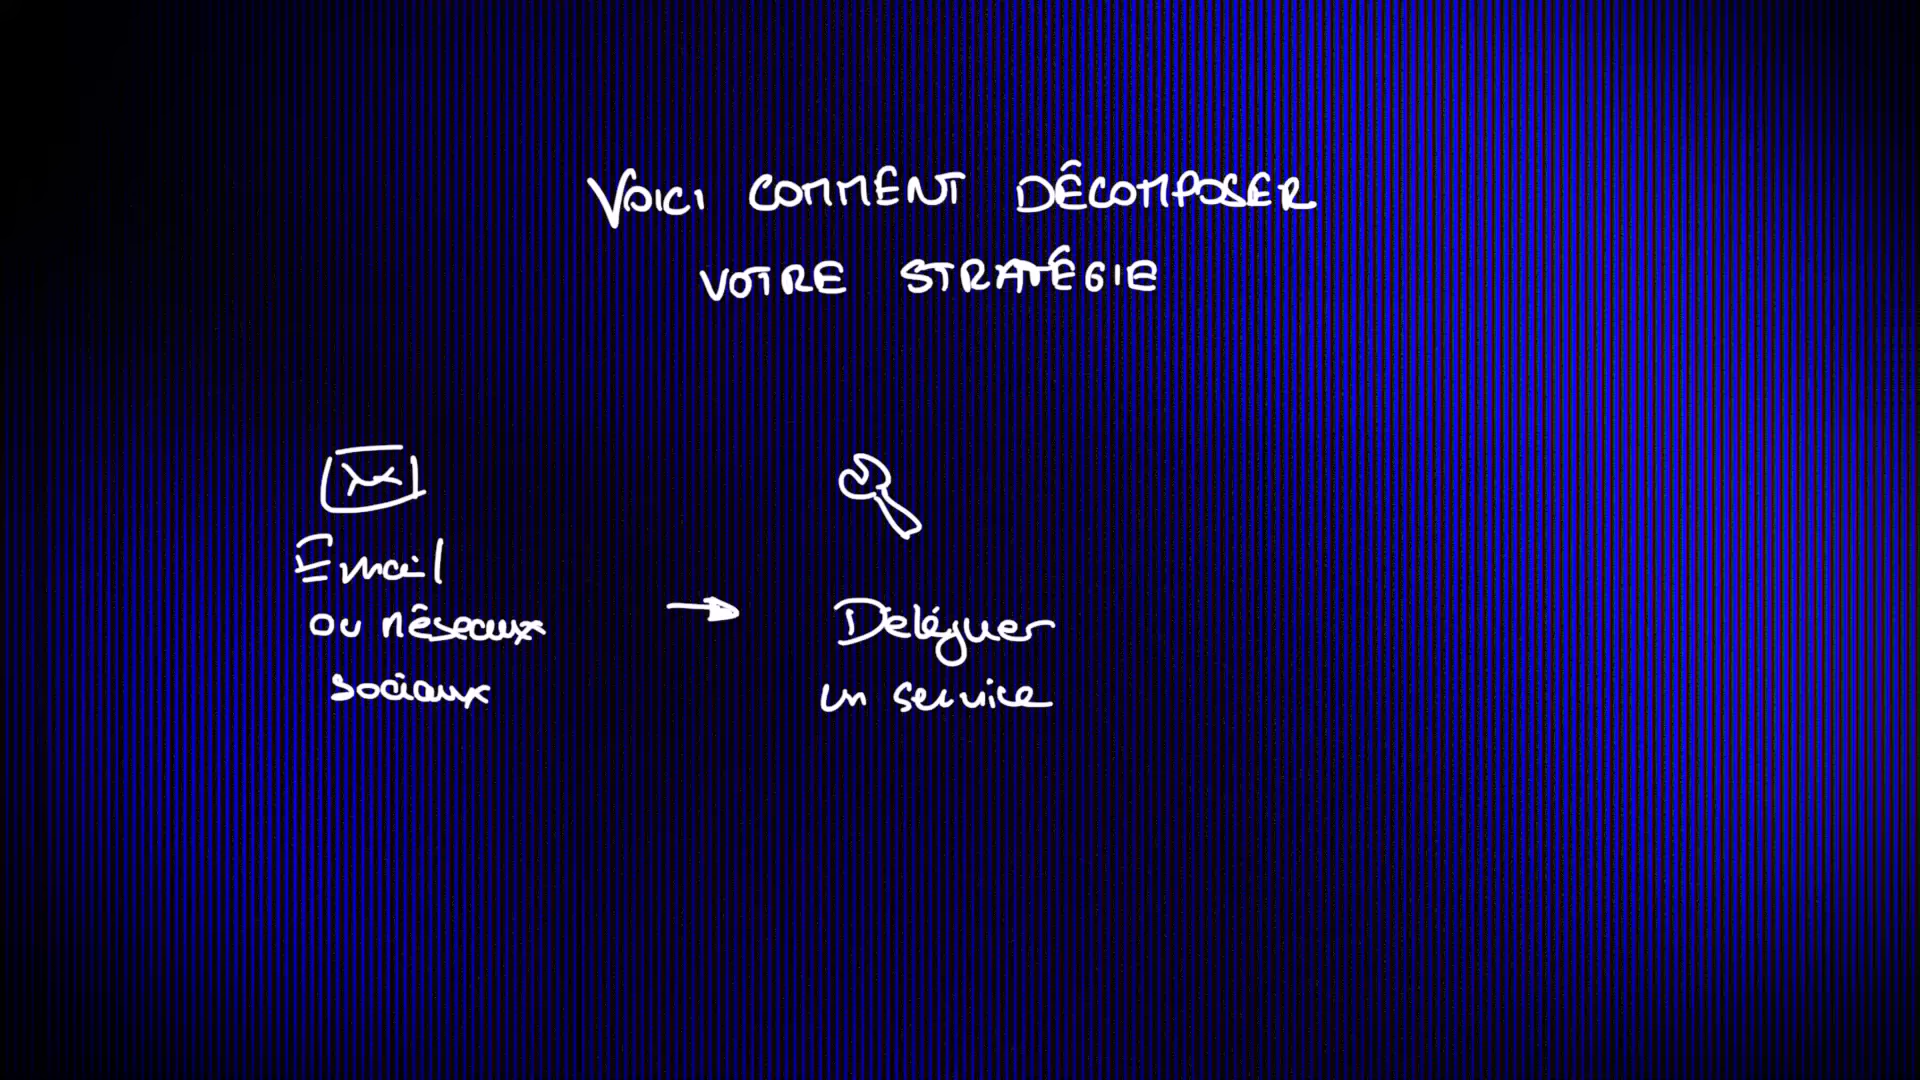 VOICI COMMENT DÉCOMPOSER
VOTRE STRATÉGIE
Email
ou réseaux
sociaux
Déléguer
un service